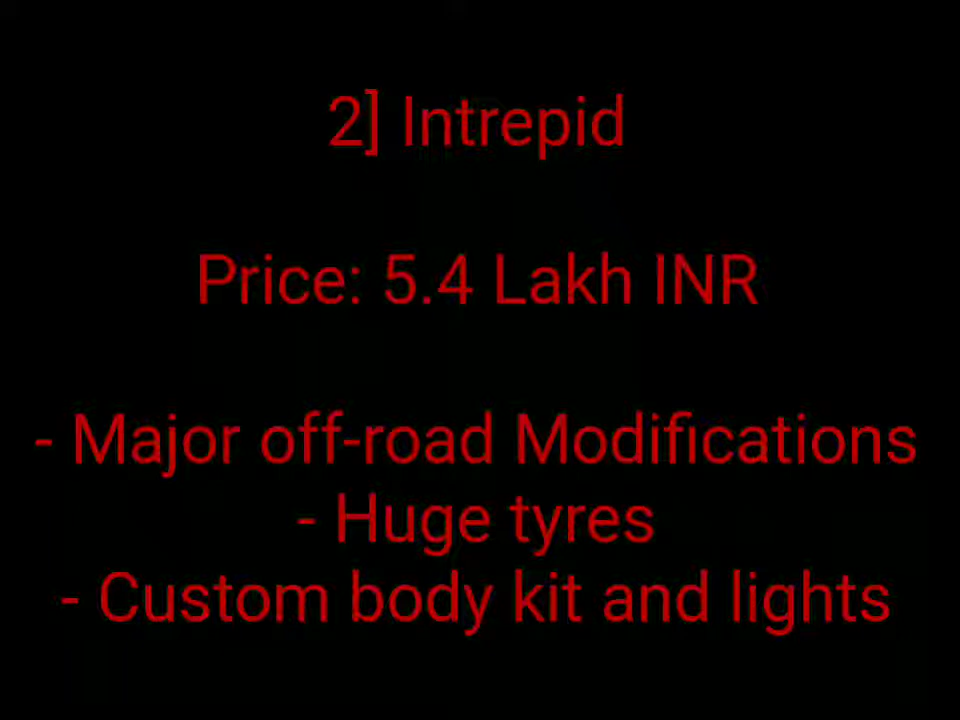 2] Intrepid
Price: 5.4 Lakh INR
- Major off-road Modifications
- Huge tyres
- Custom body kit and lights